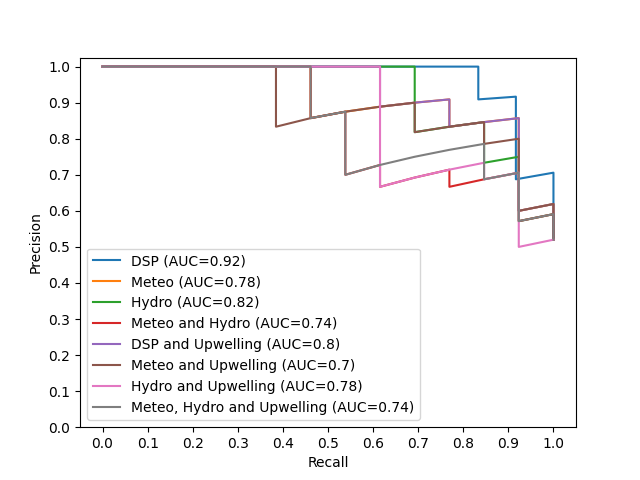 1.0
0.9
0.8
0.7
0.6
0.5
0.4
0.3
0.2
0.1
0.0
Precision
DSP (AUC=0.92)
Meteo (AUC=0.78)
Hydro (AUC=0.82)
Meteo and Hydro (AUC=0.74)
DSP and Upwelling (AUC=0.8)
Meteo and Upwelling (AUC=0.7)
Hydro and Upwelling (AUC=0.78)
Meteo, Hydro and Upwelling (AUC=0.74)
0.0 0.1 0.2 0.3 0.4 0.5 0.6 0.7 0.8 0.9 1.0
Recall